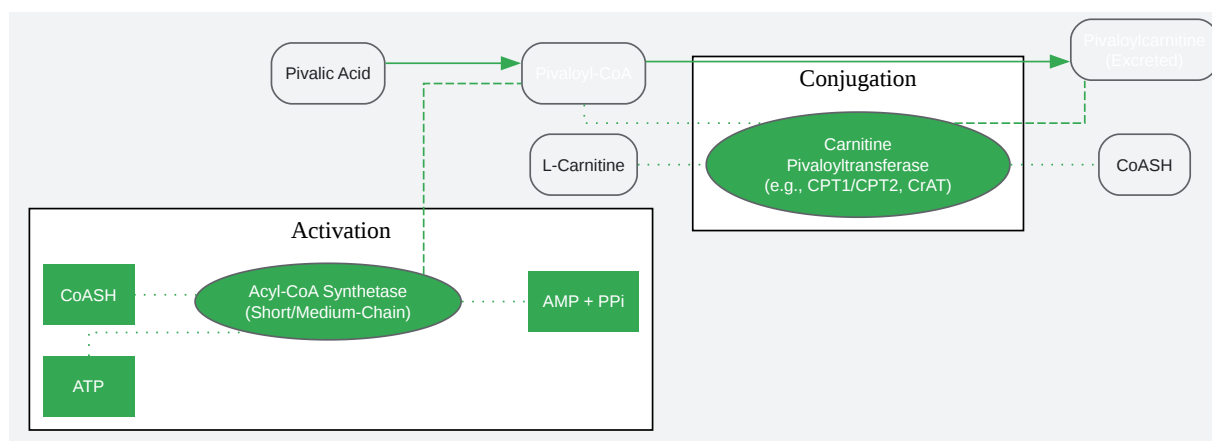 Pivalic Acid
Pivaloyl-CoA
Pivaloylcarnitine
(Excreted)
Conjugation
L-Carnitine
Carnitine
Pivaloyltransferase
(e.g., CPT1/CPT2, CrAT)
CoASH
Activation
CoASH
Acyl-CoA Synthetase
(Short/Medium-Chain)
AMP + PPi
ATP